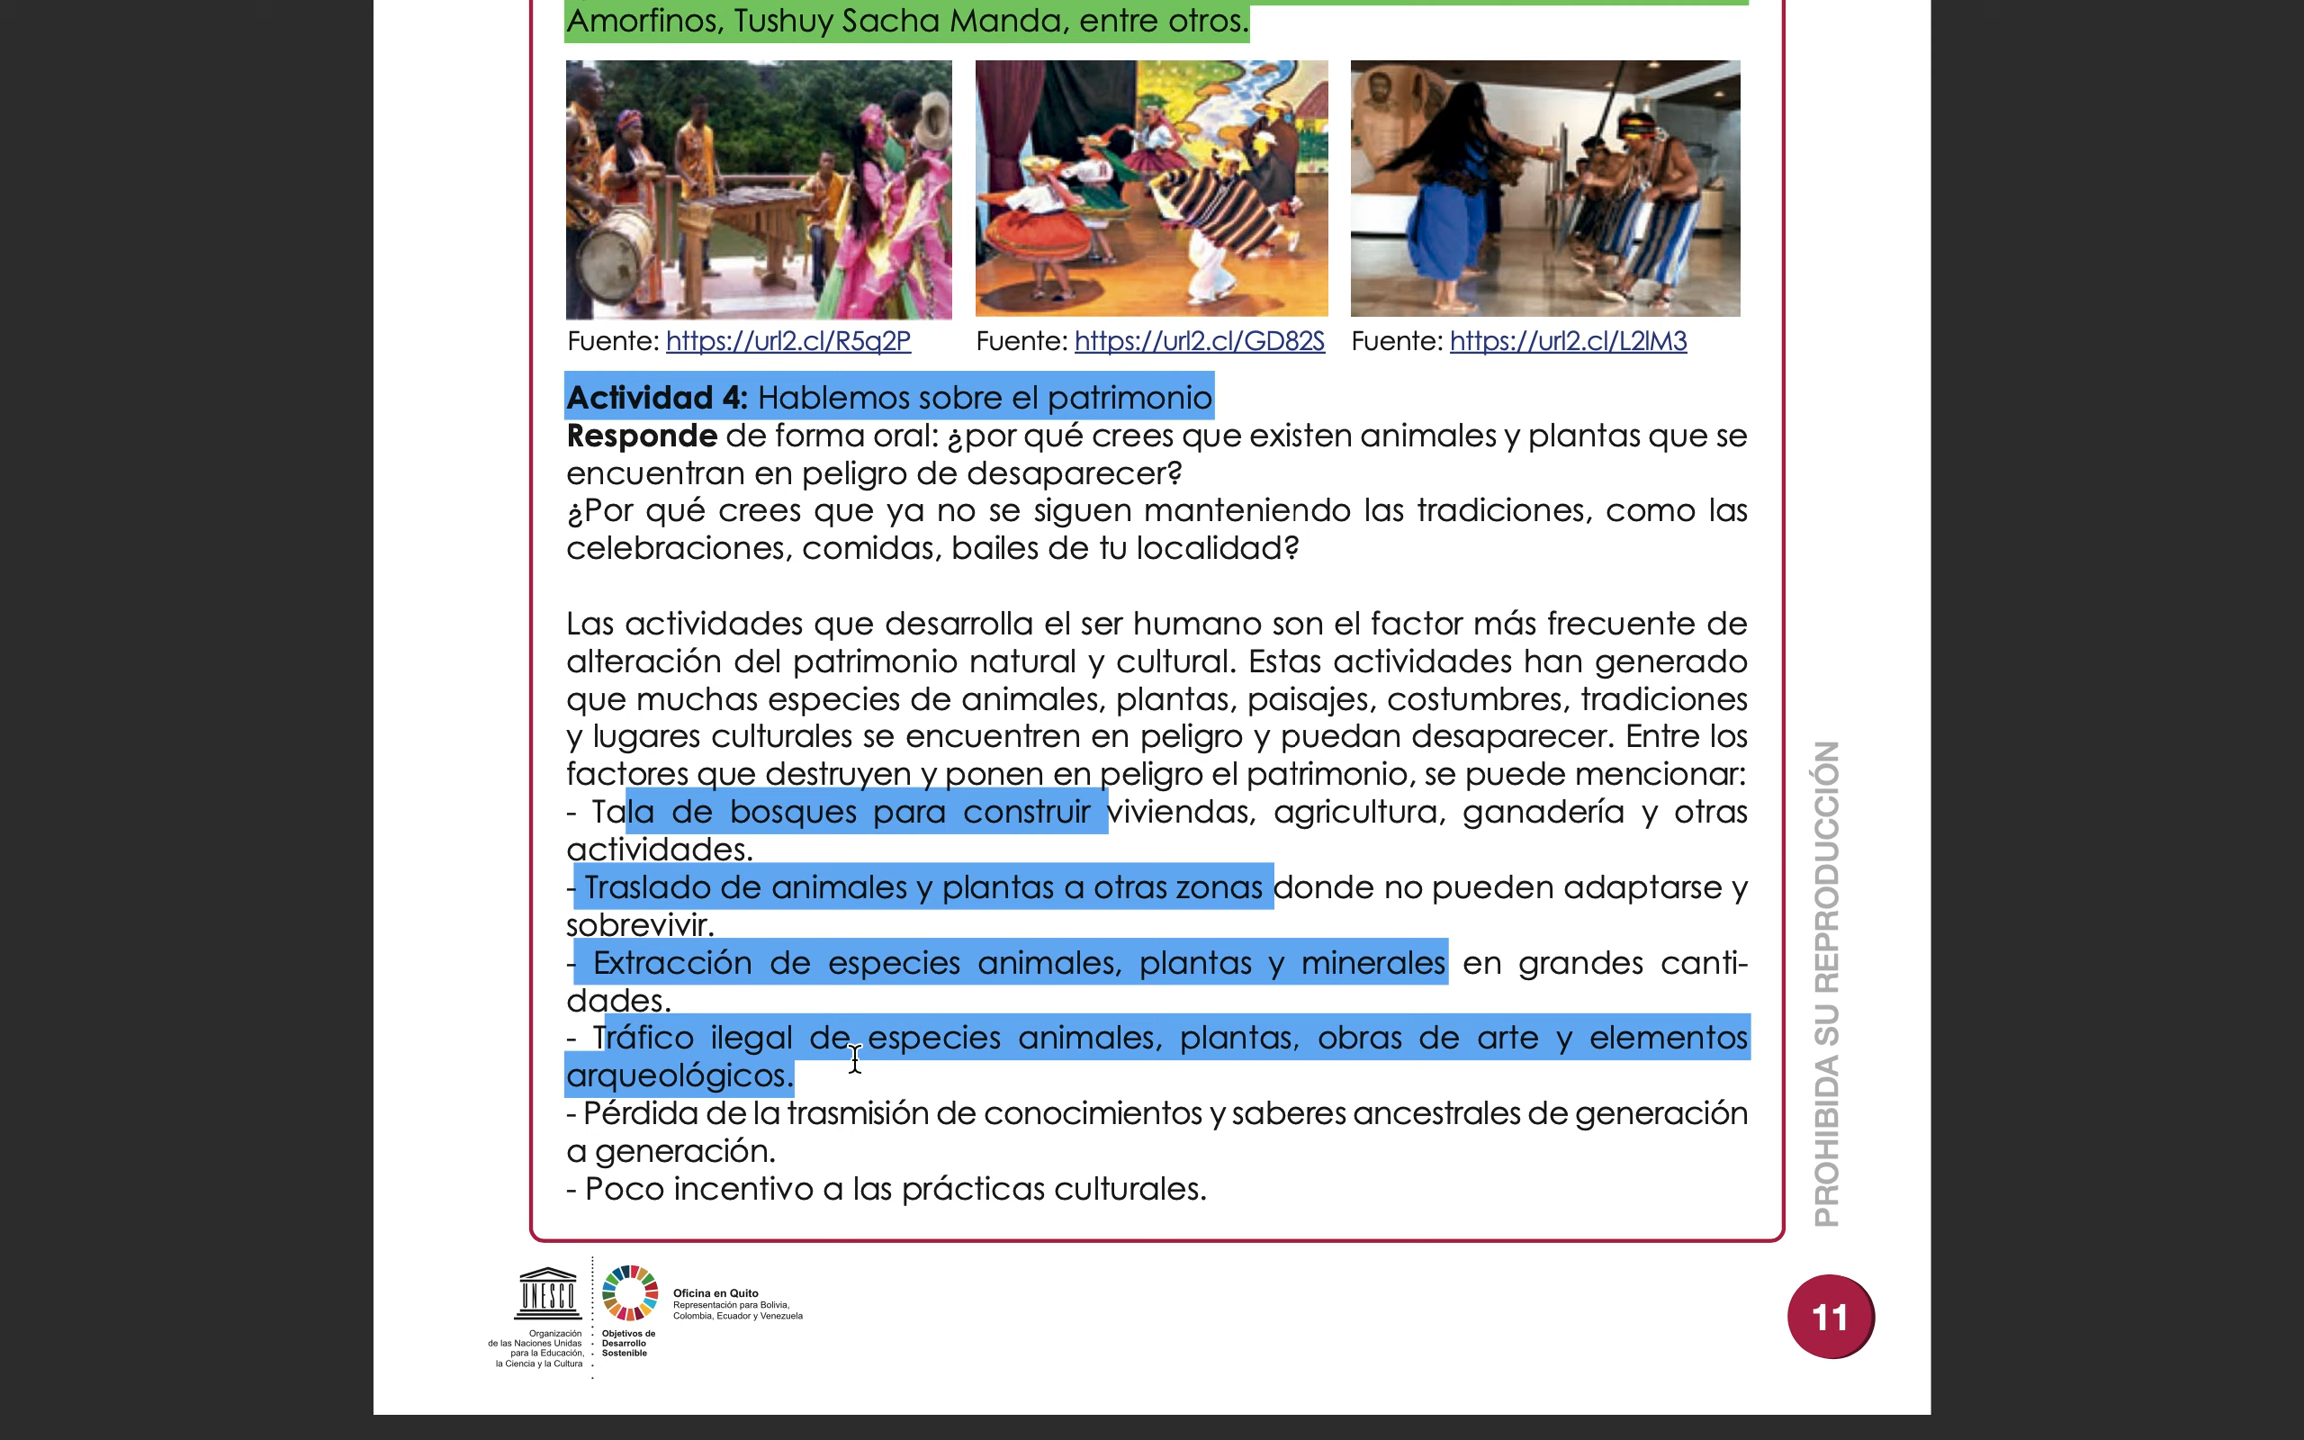 Amorfinos, Tushuy Sacha Manda, entre otros.
Fuente: https://url2.cl/R5q2P
Fuente: https://url2.cl/GD82S
Fuente: https://url2.cl/L2lM3
Actividad 4: Hablemos sobre el patrimonio
Responde de forma oral: ¿por qué crees que existen animales y plantas que se
encuentran en peligro de desaparecer?
¿Por qué crees que ya no se siguen manteniendo las tradiciones, como las
celebraciones, comidas, bailes de tu localidad?
Las actividades que desarrolla el ser humano son el factor más frecuente de
alteración del patrimonio natural y cultural. Estas actividades han generado
que muchas especies de animales, plantas, paisajes, costumbres, tradiciones
y lugares culturales se encuentren en peligro y puedan desaparecer. Entre los
factores que destruyen y ponen en peligro el patrimonio, se puede mencionar:
- Tala de bosques para construir viviendas, agricultura, ganadería y otras
actividades.
- Traslado de animales y plantas a otras zonas donde no pueden adaptarse y
sobrevivir.
- Extracción de especies animales, plantas y minerales en grandes canti-
dades.
- Tráfico ilegal de especies animales, plantas, obras de arte y elementos
arqueológicos.
- Pérdida de la trasmisión de conocimientos y saberes ancestrales de generación
a generación.
- Poco incentivo a las prácticas culturales.
PROHIBIDA SU REPRODUCCIÓN
UNESCO
Organización
de las Naciones Unidas
para la Educación,
la Ciencia y la Cultura
Objetivos de
Desarrollo
Sostenible
Oficina en Quito
Representación para Bolivia,
Colombia, Ecuador y Venezuela
11